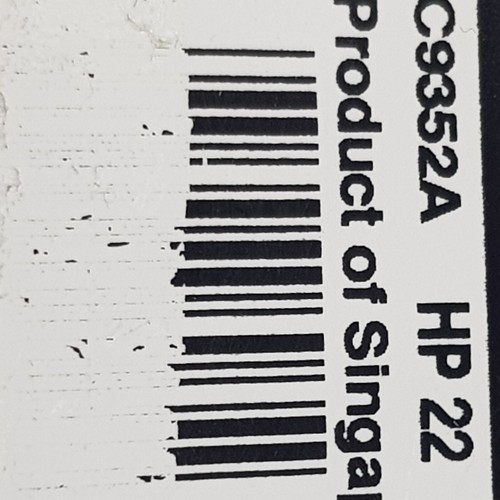 C9352A HP 22
Product of Singa